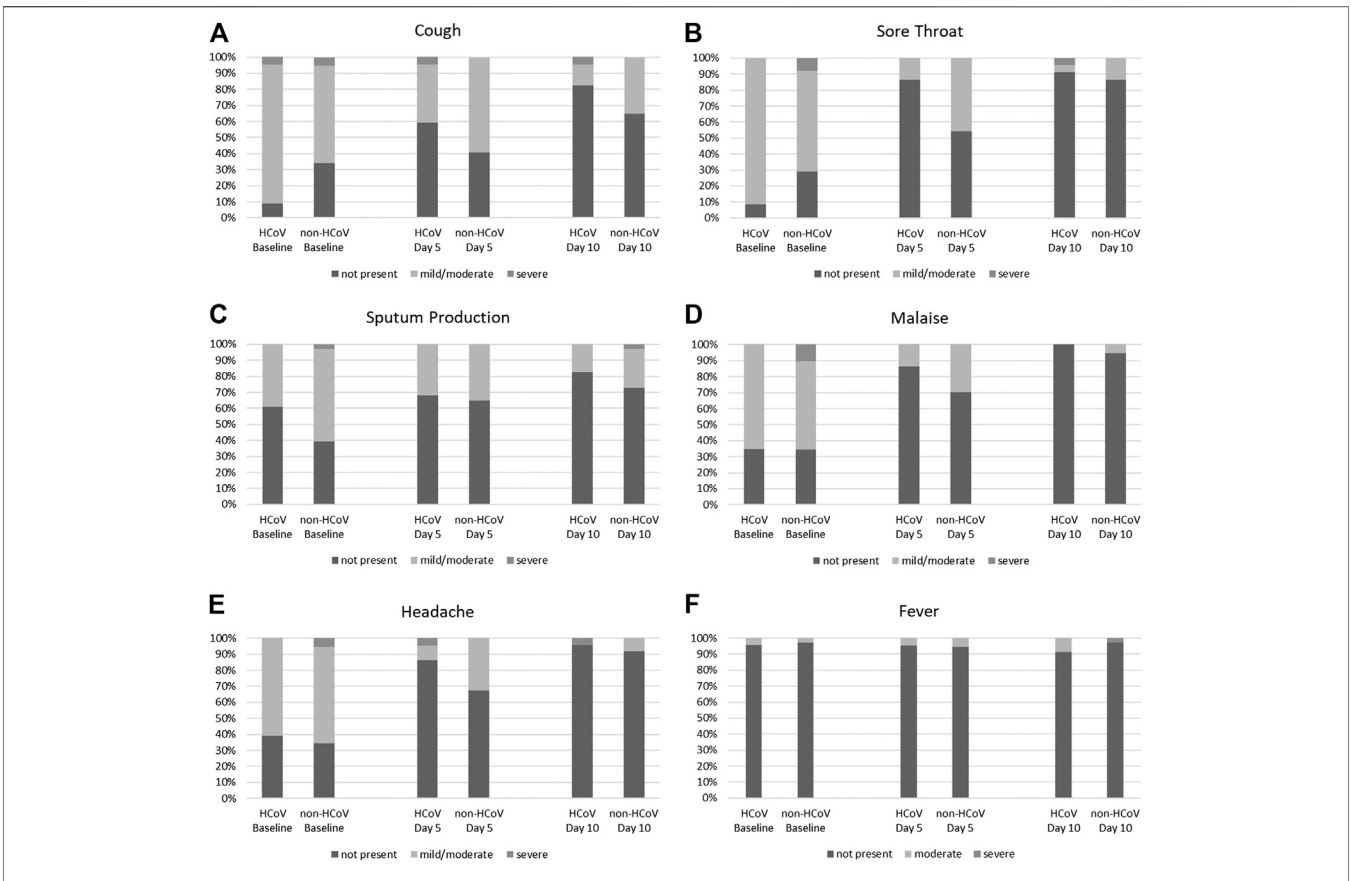 A
Cough
100%
90%
80%
70%
60%
50%
40%
30%
20%
10%
0%
HCoV non-HCoV HCoV non-HCoV HCoV non-HCoV
Baseline Baseline Day 5 Day 5 Day 10 Day 10
not present mild/moderate severe
B
Sore Throat
100%
90%
80%
70%
60%
50%
40%
30%
20%
10%
0%
HCoV non-HCoV HCoV non-HCoV HCoV non-HCoV
Baseline Baseline Day 5 Day 5 Day 10 Day 10
not present mild/moderate severe
C
Sputum Production
100%
90%
80%
70%
60%
50%
40%
30%
20%
10%
0%
HCoV non-HCoV HCoV non-HCoV HCoV non-HCoV
Baseline Baseline Day 5 Day 5 Day 10 Day 10
not present mild/moderate severe
D
Malaise
100%
90%
80%
70%
60%
50%
40%
30%
20%
10%
0%
HCoV non-HCoV HCoV non-HCoV HCoV non-HCoV
Baseline Baseline Day 5 Day 5 Day 10 Day 10
not present mild/moderate severe
E
Headache
100%
90%
80%
70%
60%
50%
40%
30%
20%
10%
0%
HCoV non-HCoV HCoV non-HCoV HCoV non-HCoV
Baseline Baseline Day 5 Day 5 Day 10 Day 10
not present mild/moderate severe
F
Fever
100%
90%
80%
70%
60%
50%
40%
30%
20%
10%
0%
HCoV non-HCoV HCoV non-HCoV HCoV non-HCoV
Baseline Baseline Day 5 Day 5 Day 10 Day 10
not present moderate severe